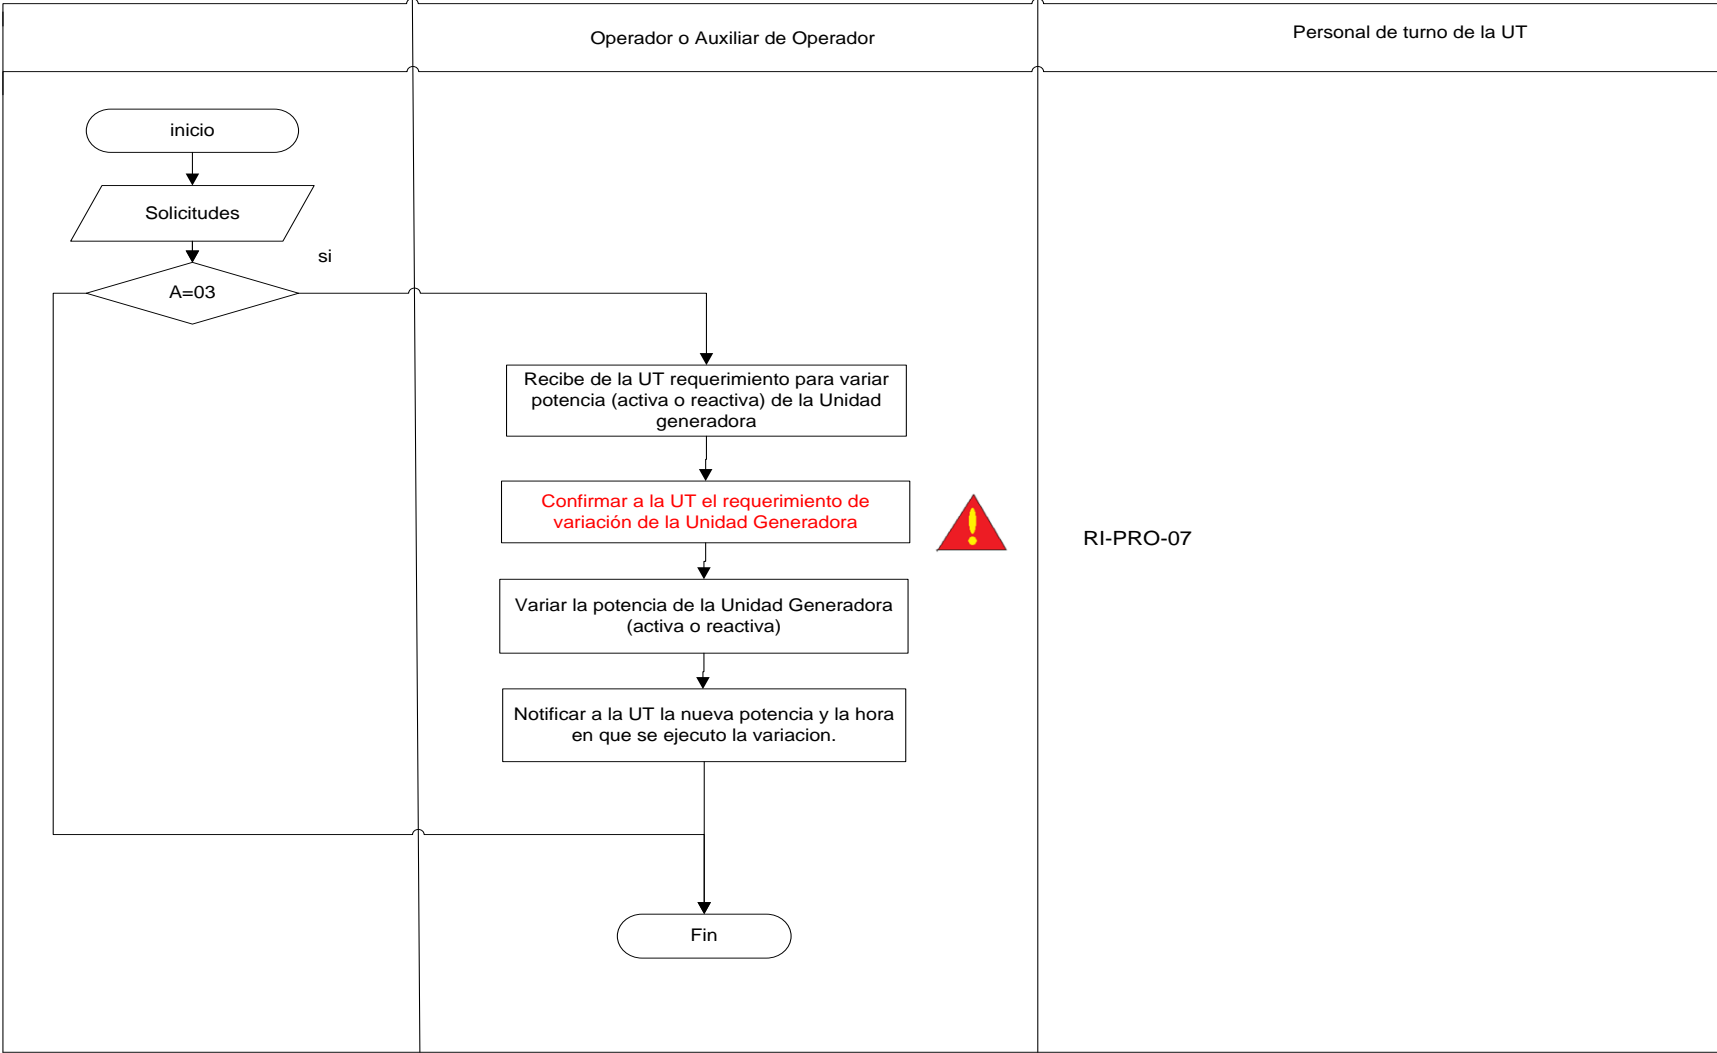 Operador o Auxiliar de Operador
Personal de turno de la UT
inicio
Solicitudes
si
A=03
Recibe de la UT requerimiento para variar
potencia (activa o reactiva) de la Unidad
generadora
Confirmar a la UT el requerimiento de
variación de la Unidad Generadora
RI-PRO-07
Variar la potencia de la Unidad Generadora
(activa o reactiva)
Notificar a la UT la nueva potencia y la hora
en que se ejecuto la variacion.
Fin